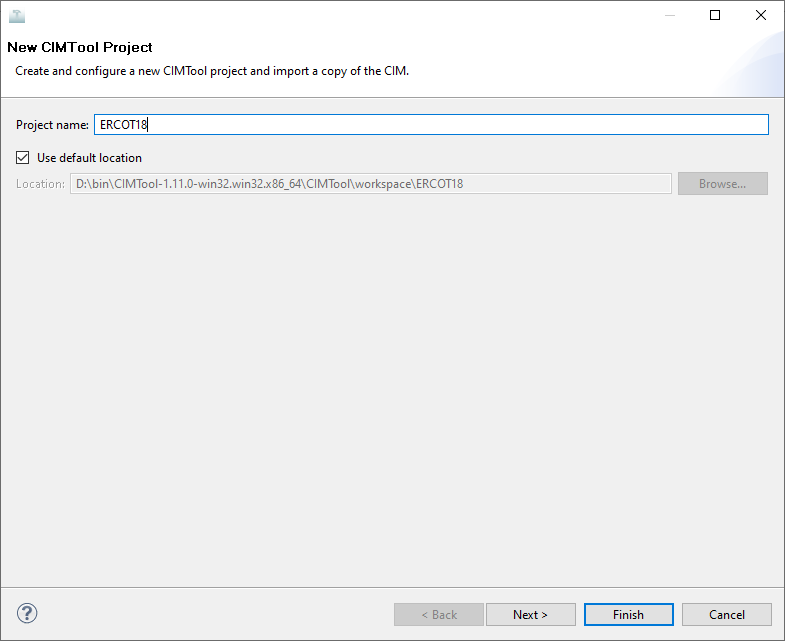 New CIMTool Project
Create and configure a new CIMTool project and import a copy of the CIM.
Project name: ERCOT18
Use default location
Location: D:\bin\CIMTool-1.11.0-win32.win32.x86_64\CIMTool\workspace\ERCOT18 Browse...
? < Back Next > Finish Cancel